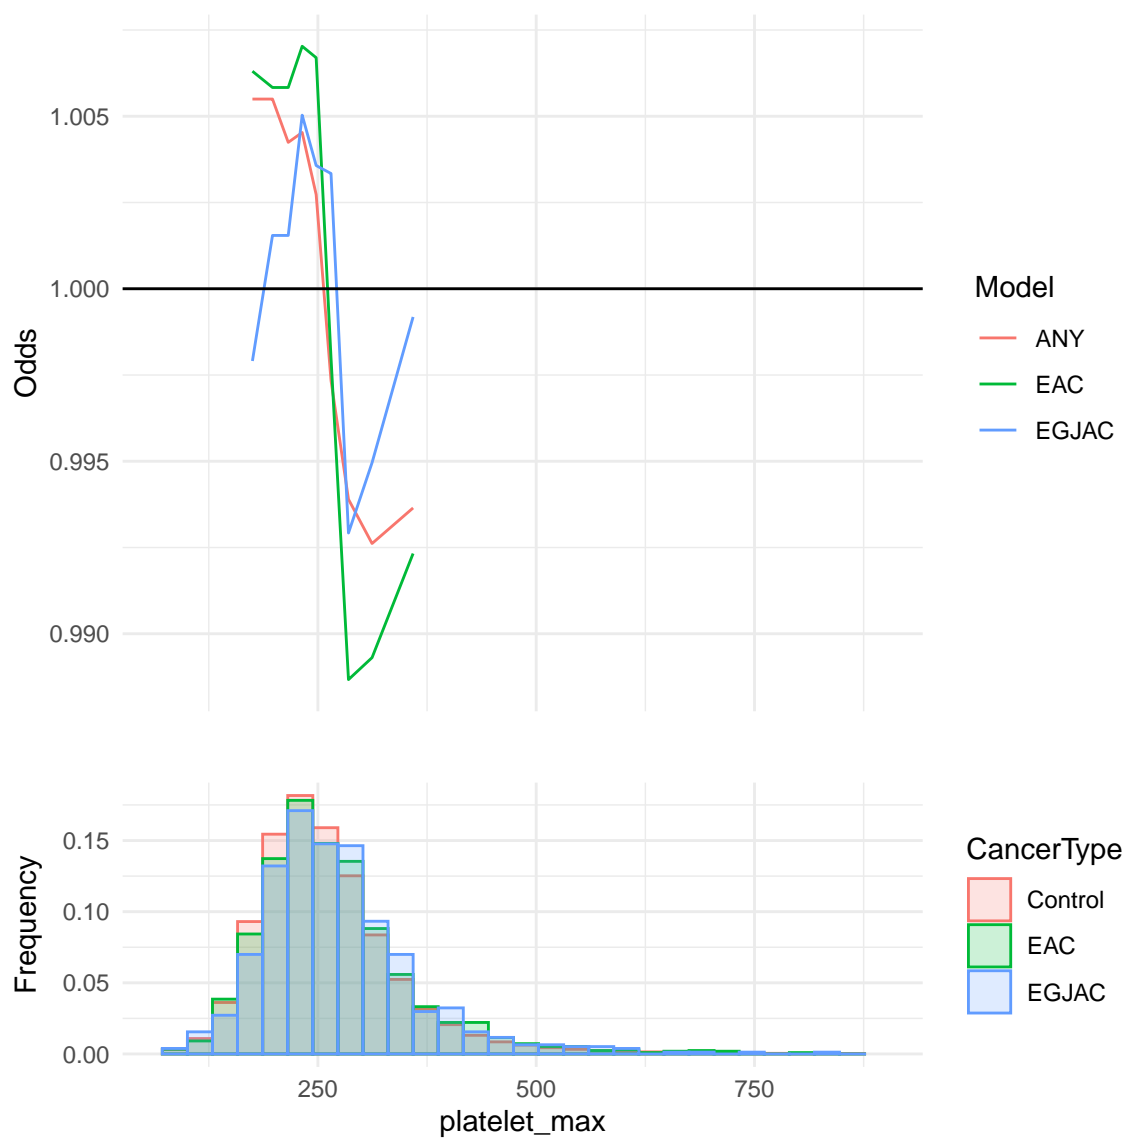 1.005
1.000
0.995
0.990
Odds
Model
ANY
EAC
EGJAC
0.15
0.10
0.05
0.00
Frequency
250
500
750
platelet_max
CancerType
Control
EAC
EGJAC